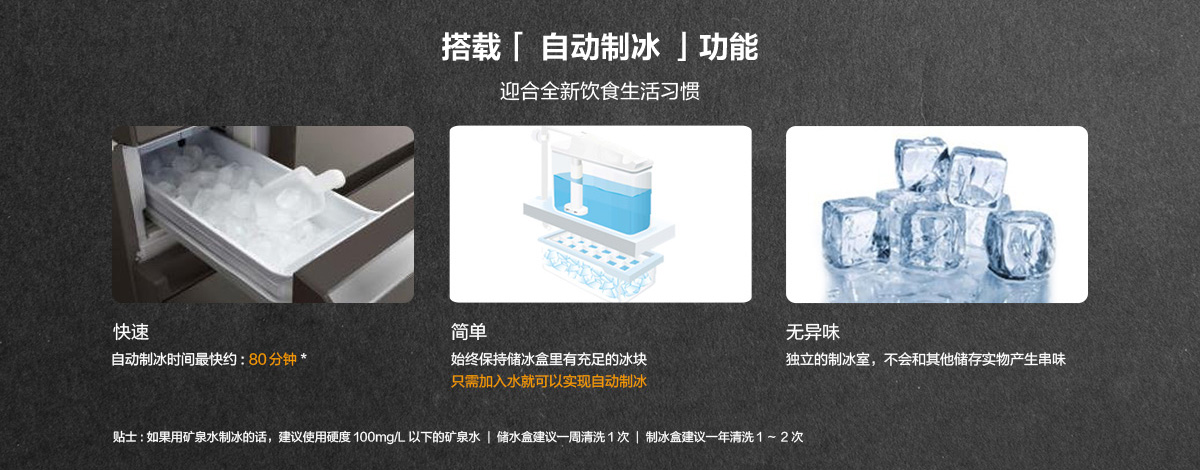 搭载「 自动制冰 」功能
迎合全新饮食生活习惯
快速
自动制冰时间最快约 : 80 分钟 *
简单
始终保持储冰盒里有充足的冰块
只需加入水就可以实现自动制冰
无异味
独立的制冰室，不会和其他储存实物产生串味
贴士 : 如果用矿泉水制冰的话，建议使用硬度 100mg/L 以下的矿泉水 ｜ 储水盒建议一周清洗 1 次 ｜ 制冰盒建议一年清洗 1 ~ 2 次